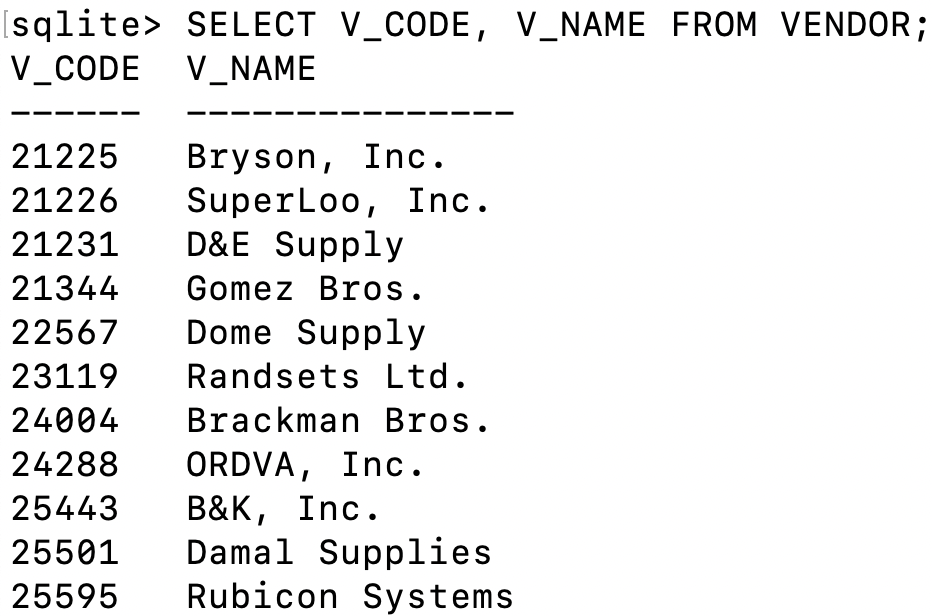 [sqlite> SELECT V_CODE, V_NAME FROM VENDOR;
V_CODE  V_NAME
------  ---------------
21225   Bryson, Inc.
21226   SuperLoo, Inc.
21231   D&E Supply
21344   Gomez Bros.
22567   Dome Supply
23119   Randsets Ltd.
24004   Brackman Bros.
24288   ORDVA, Inc.
25443   B&K, Inc.
25501   Damal Supplies
25595   Rubicon Systems